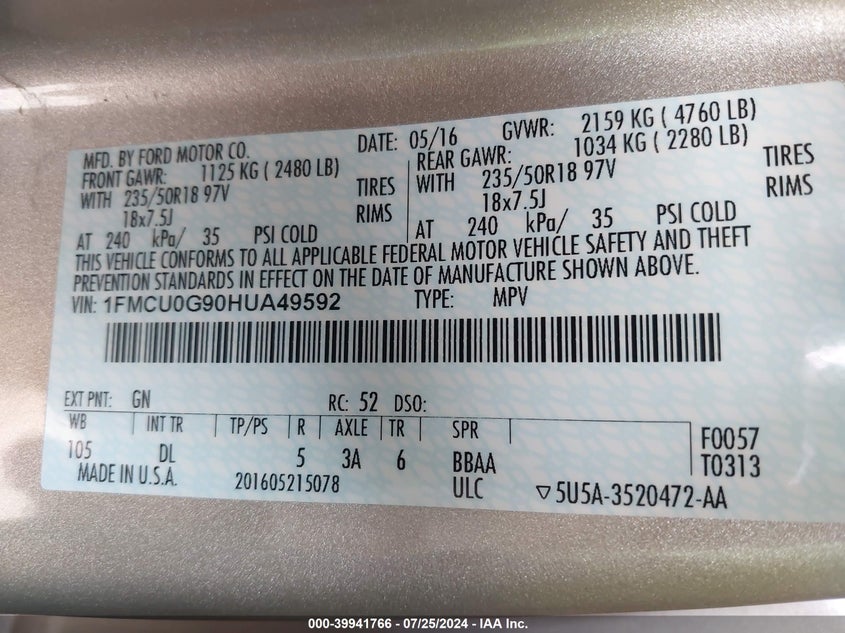 MFD. BY FORD MOTOR CO. DATE: 05/16 GVWR: 2159 KG ( 4760 LB)
FRONT GAWR: 1125 KG ( 2480 LB) REAR GAWR: 1034 KG ( 2280 LB)
WITH 235/50R18 97V TIRES WITH 235/50R18 97V TIRES
18x7.5J RIMS 18x7.5J RIMS
AT 240 kPa/ 35 PSI COLD AT 240 kPa/ 35 PSI COLD
THIS VEHICLE CONFORMS TO ALL APPLICABLE FEDERAL MOTOR VEHICLE SAFETY AND THEFT
PREVENTION STANDARDS IN EFFECT ON THE DATE OF MANUFACTURE SHOWN ABOVE.
VIN: 1FMCU0G90HUA49592 TYPE: MPV
EXT PNT: GN RC: 52 DSO:
WB INT TR TP/PS R AXLE TR SPR F0057
105 DL 5 3A 6 BBAA T0313
MADE IN U.S.A. 201605215078 ULC ▽5U5A-3520472-AA
000-39941766 - 07/25/2024 - IAA Inc.